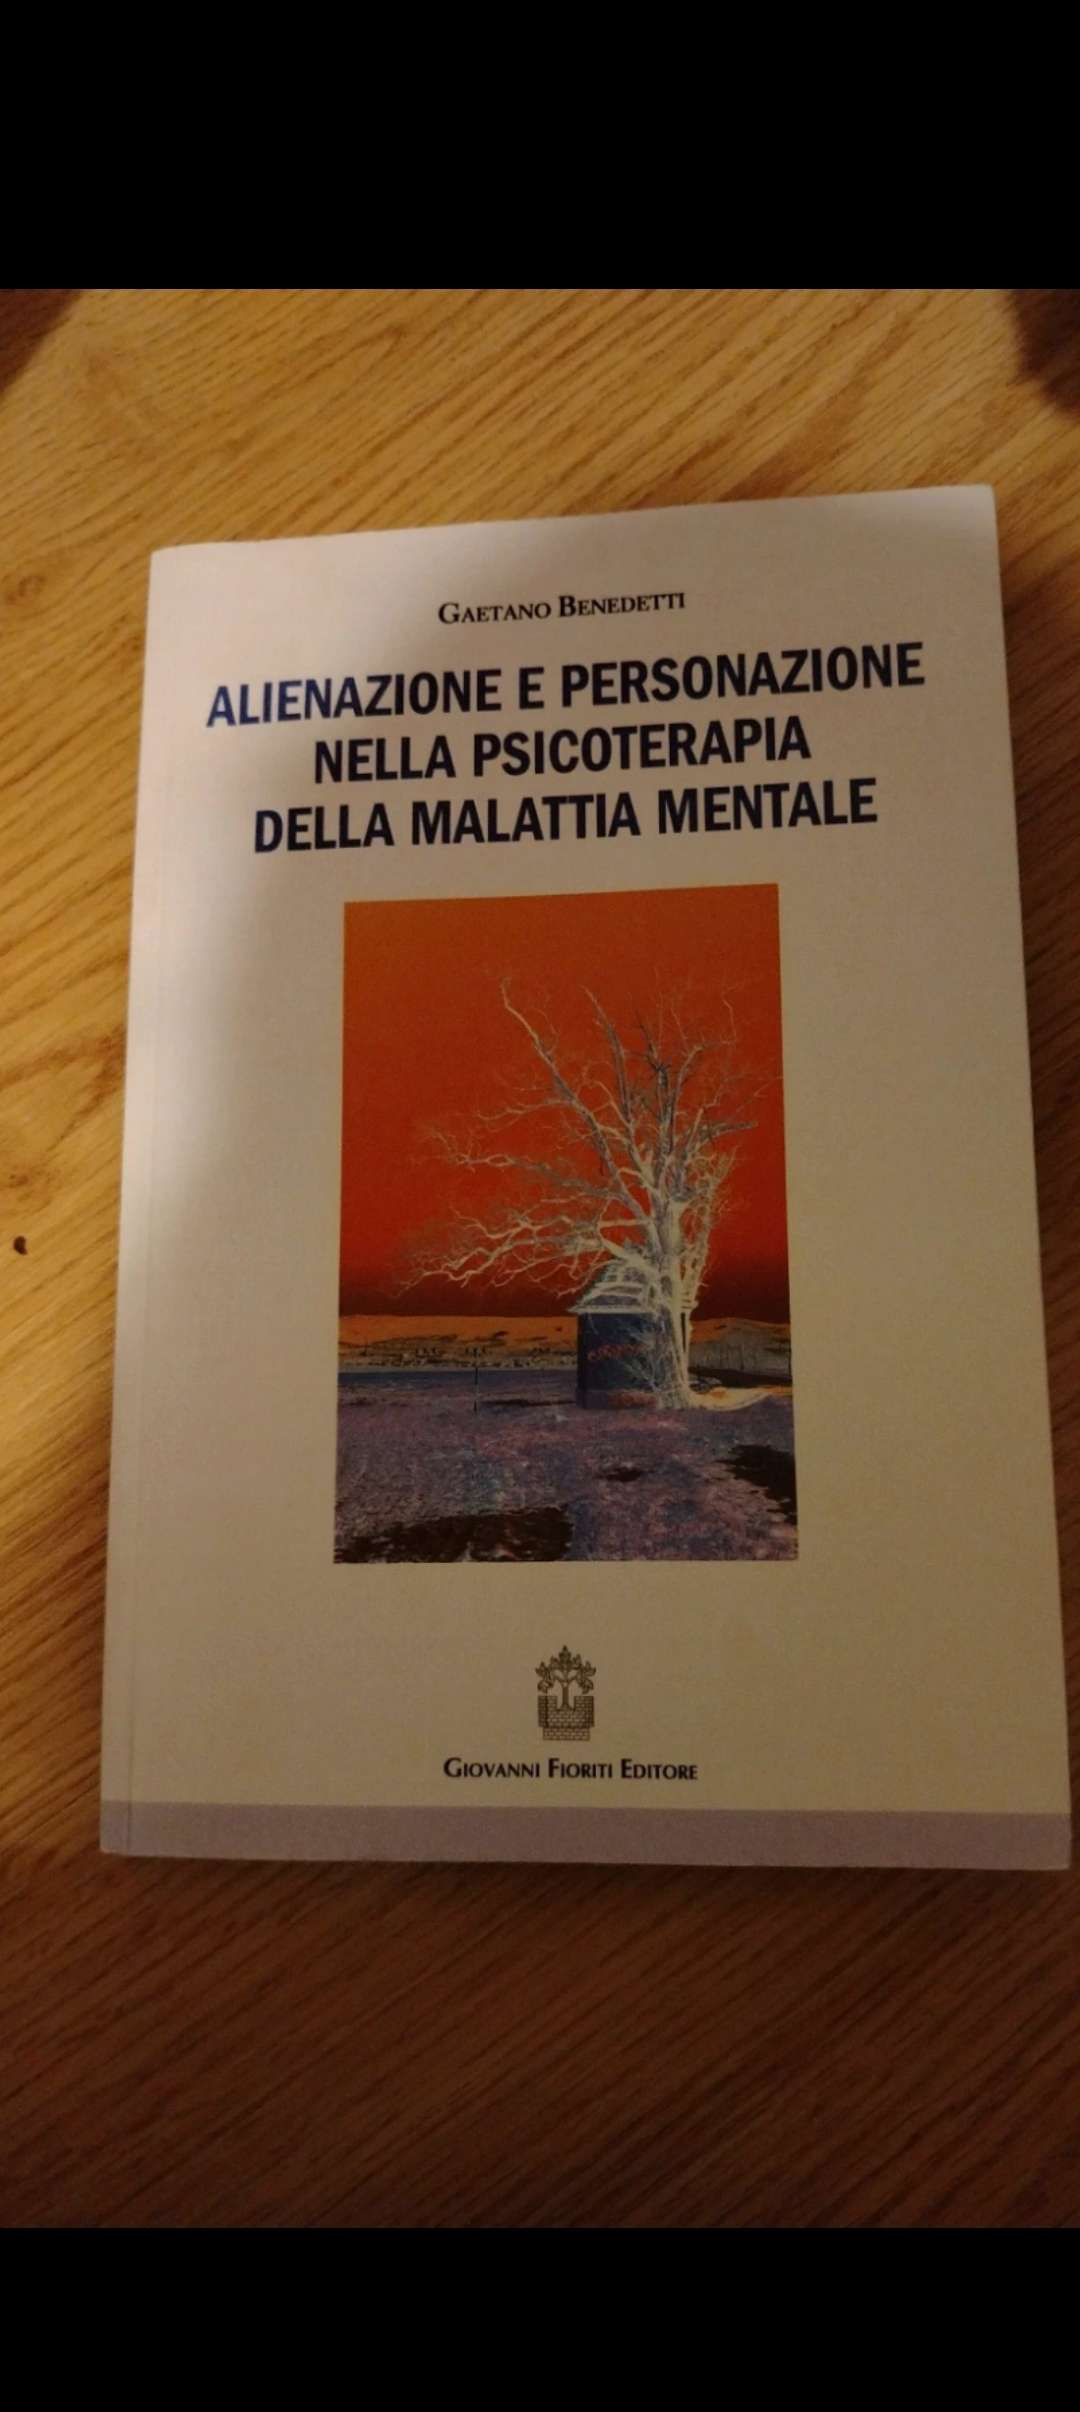 GAETANO BENEDETTI
ALIENAZIONE E PERSONAZIONE
NELLA PSICOTERAPIA
DELLA MALATTIA MENTALE
GIOVANNI FIORITI EDITORE